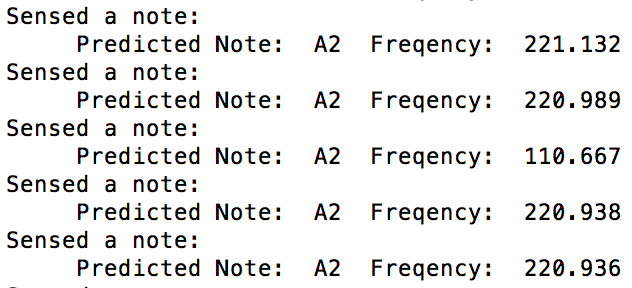 Sensed a note:
Predicted Note: A2 Freqency: 221.132
Sensed a note:
Predicted Note: A2 Freqency: 220.989
Sensed a note:
Predicted Note: A2 Freqency: 110.667
Sensed a note:
Predicted Note: A2 Freqency: 220.938
Sensed a note:
Predicted Note: A2 Freqency: 220.936